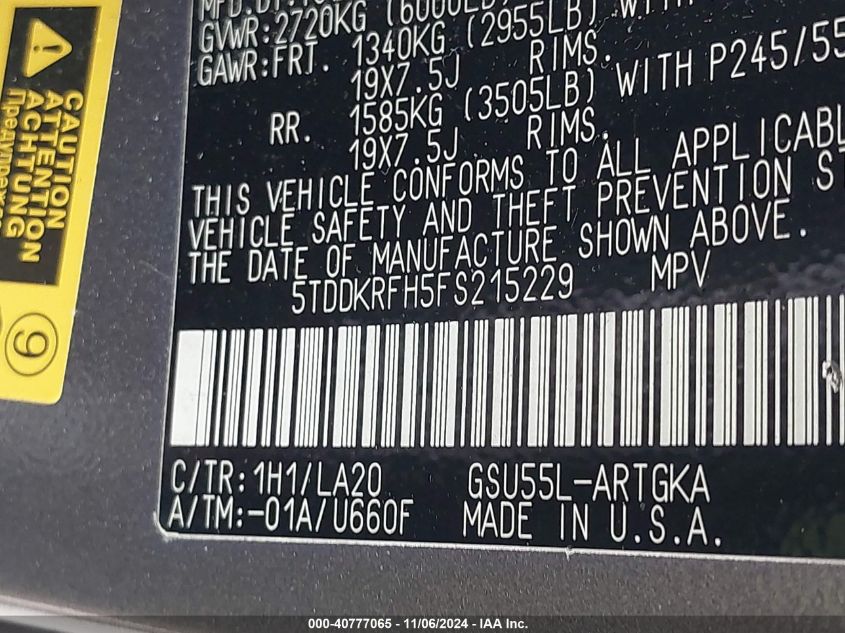 GVWR:2720KG (6000LB)
GAWR:FRT. 1340KG (2955LB) WITH
19X7.5J RIMS.
RR. 1585KG (3505LB) WITH P245/55
19X7.5J RIMS.
THIS VEHICLE CONFORMS TO ALL APPLICABL
VEHICLE SAFETY AND THEFT PREVENTION ST
THE DATE OF MANUFACTURE SHOWN ABOVE.
5TDDKRFH5FS215229 MPV
C/TR:1H1/LA20 GSU55L-ARTGKA
A/TM:-01A/U660F MADE IN U.S.A.
CAUTION
ATTENTION
ACHTUNG
9
000-40777065 - 11/06/2024 - IAA Inc.